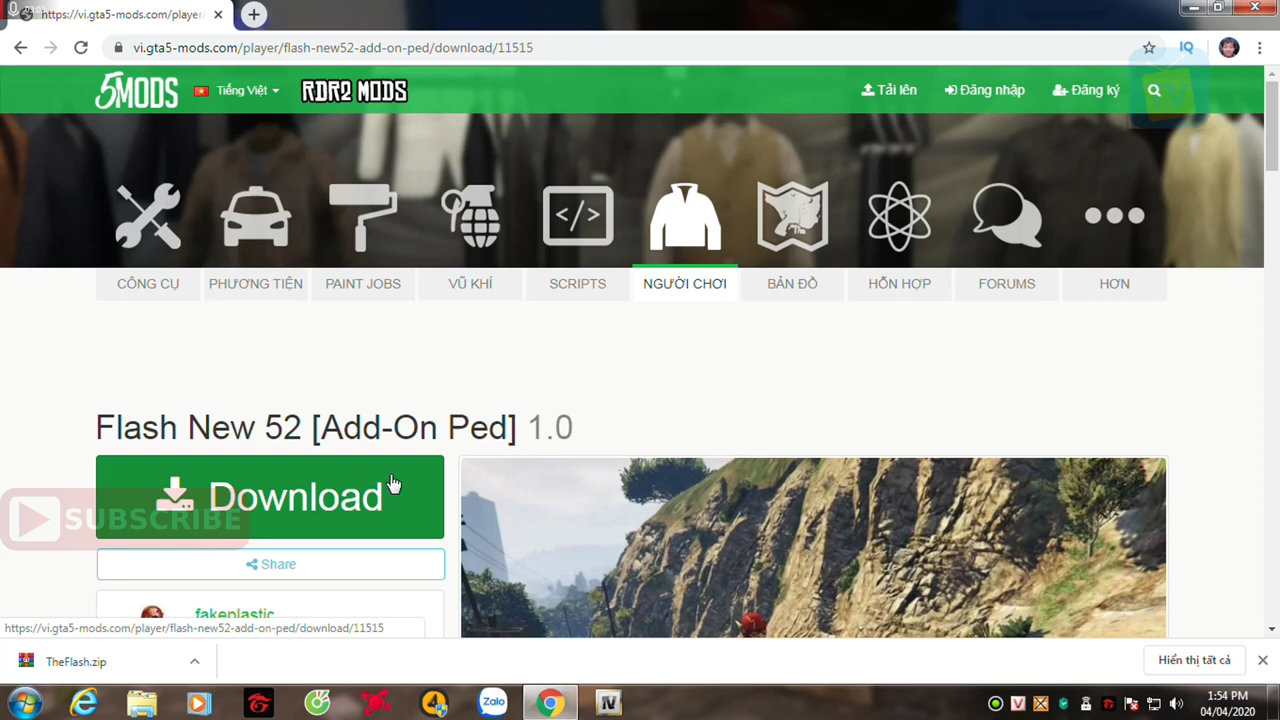 https://vi.gta5-mods.com/player
vi.gta5-mods.com/player/flash-new52-add-on-ped/download/11515
IQ
5MODS
Tiếng Việt
RDR2 MODS
Tải lên
Đăng nhập
Đăng ký
TV
CÔNG CỤ
PHƯƠNG TIỆN
PAINT JOBS
VŨ KHÍ
SCRIPTS
NGƯỜI CHƠI
BẢN ĐỒ
HỖN HỢP
FORUMS
HƠN
Flash New 52 [Add-On Ped] 1.0
Download
SUBSCRIBE
Share
fakeplastic
https://vi.gta5-mods.com/player/flash-new52-add-on-ped/download/11515
TheFlash.zip
Hiển thị tất cả
Zalo
1:54 PM
04/04/2020